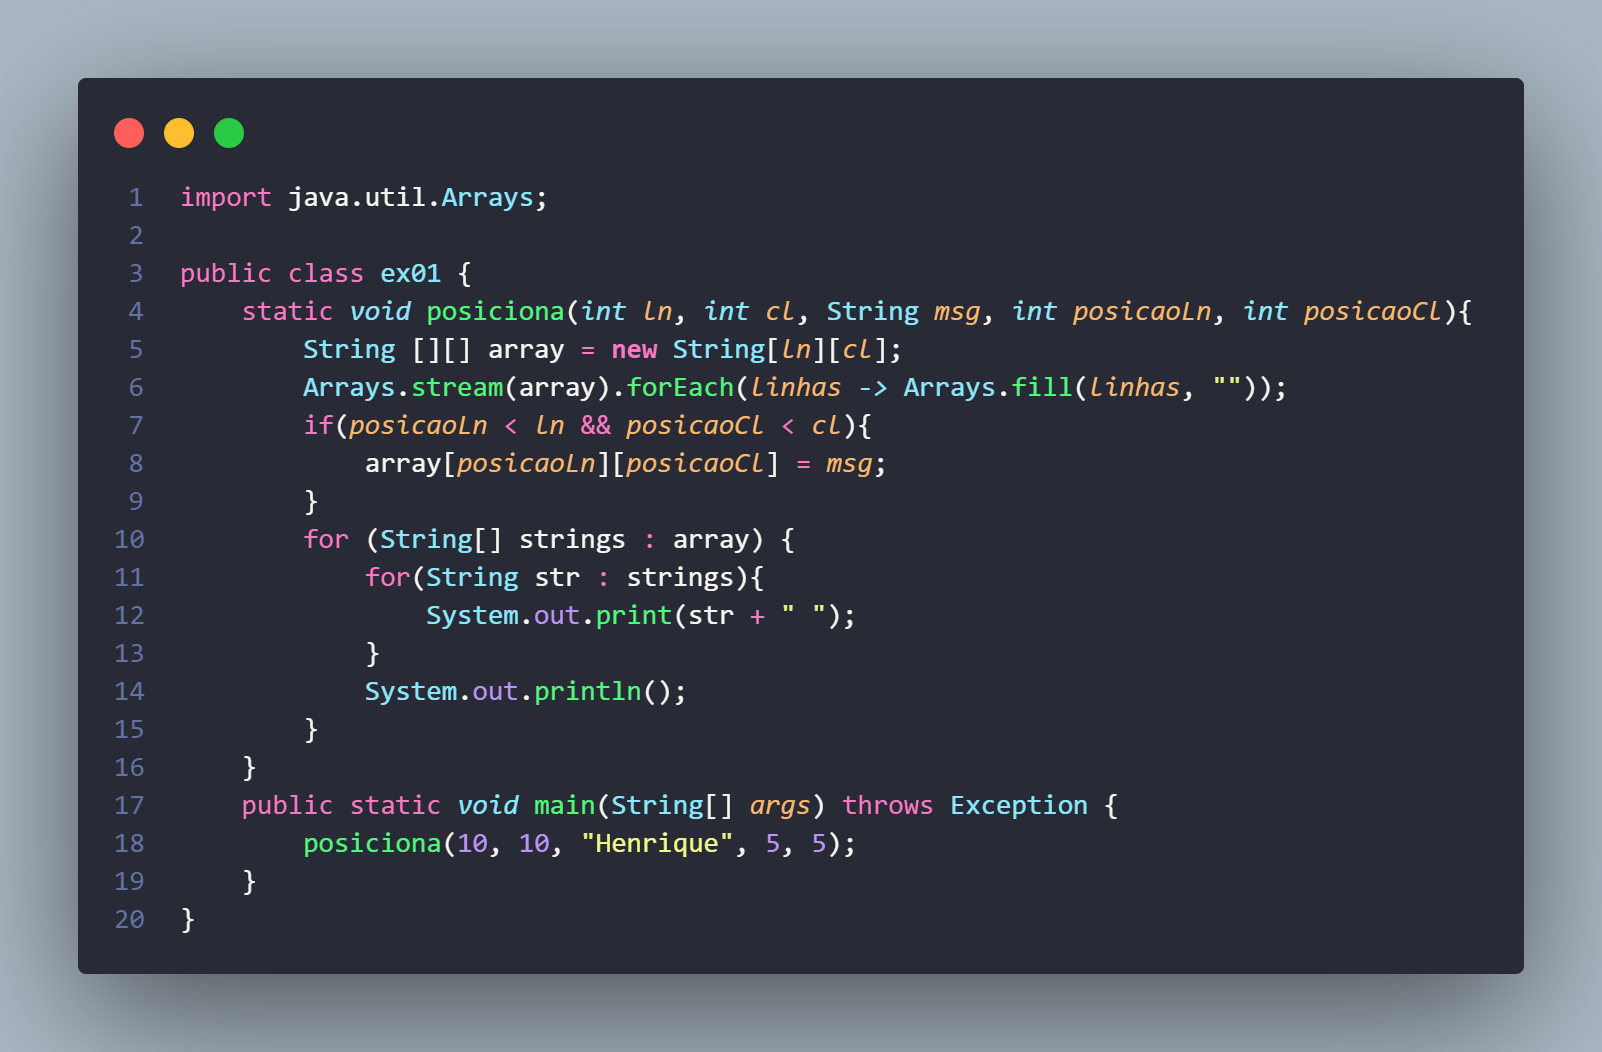 1 import java.util.Arrays;
2
3 public class ex01 {
4     static void posiciona(int ln, int cl, String msg, int posicaoLn, int posicaoCl){
5         String [][] array = new String[ln][cl];
6         Arrays.stream(array).forEach(linhas -> Arrays.fill(linhas, ""));
7         if(posicaoLn < ln && posicaoCl < cl){
8             array[posicaoLn][posicaoCl] = msg;
9         }
10         for (String[] strings : array) {
11             for(String str : strings){
12                 System.out.print(str + " ");
13             }
14             System.out.println();
15         }
16     }
17     public static void main(String[] args) throws Exception {
18         posiciona(10, 10, "Henrique", 5, 5);
19     }
20 }